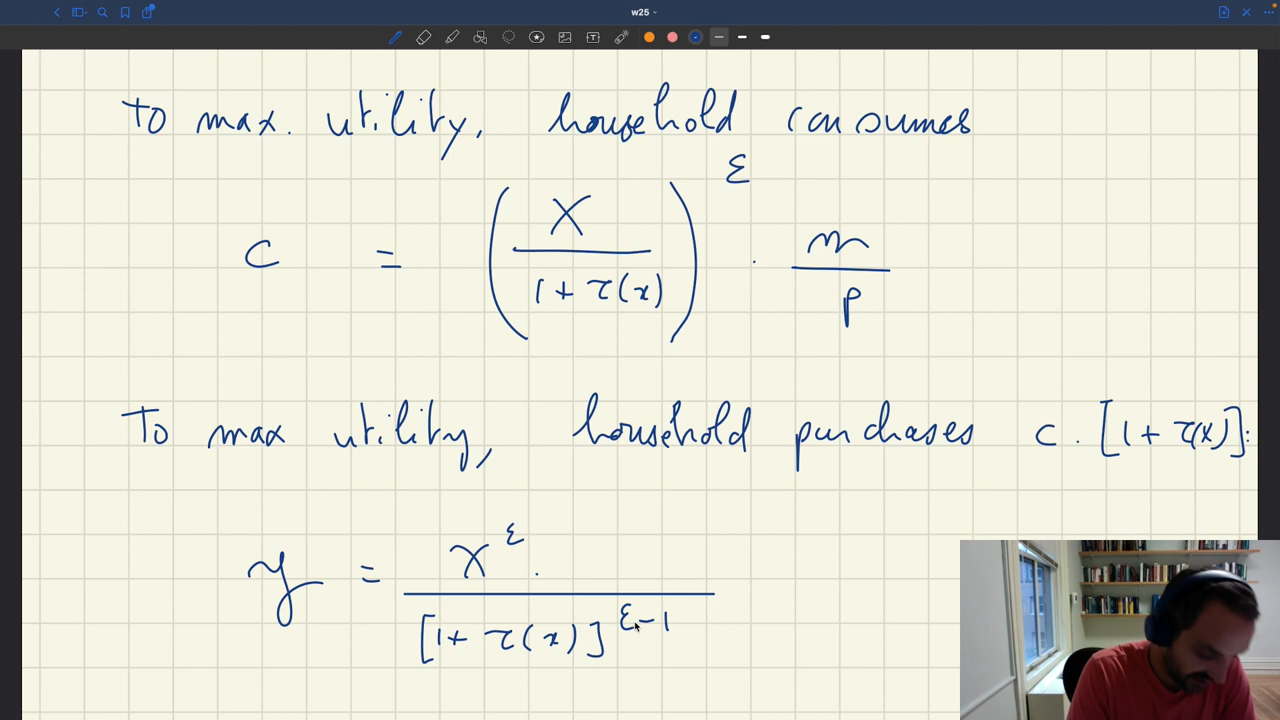 w25
To max. utility, household consumes
c = (χ / (1 + τ(x)))^ε · m / p
To max utility, household purchases c · [1 + τ(x)]:
y = χ^ε · / [1 + τ(x)]^(ε-1)